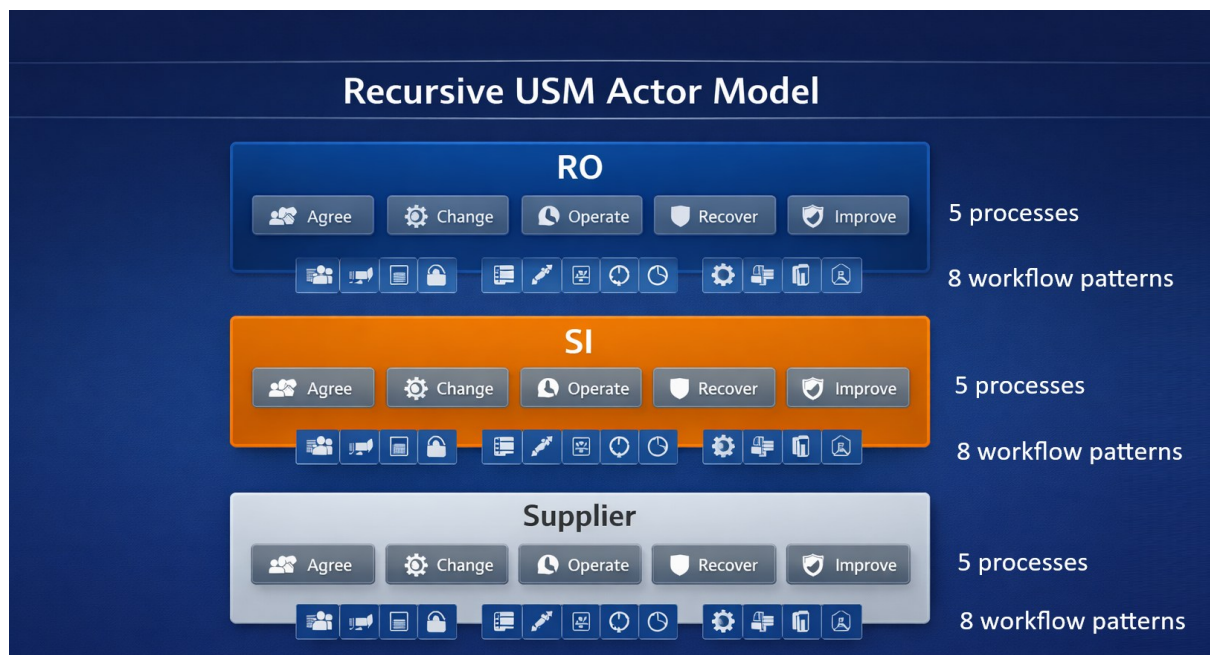 Recursive USM Actor Model
RO
Agree Change Operate Recover Improve 5 processes
8 workflow patterns
SI
Agree Change Operate Recover Improve 5 processes
8 workflow patterns
Supplier
Agree Change Operate Recover Improve 5 processes
8 workflow patterns